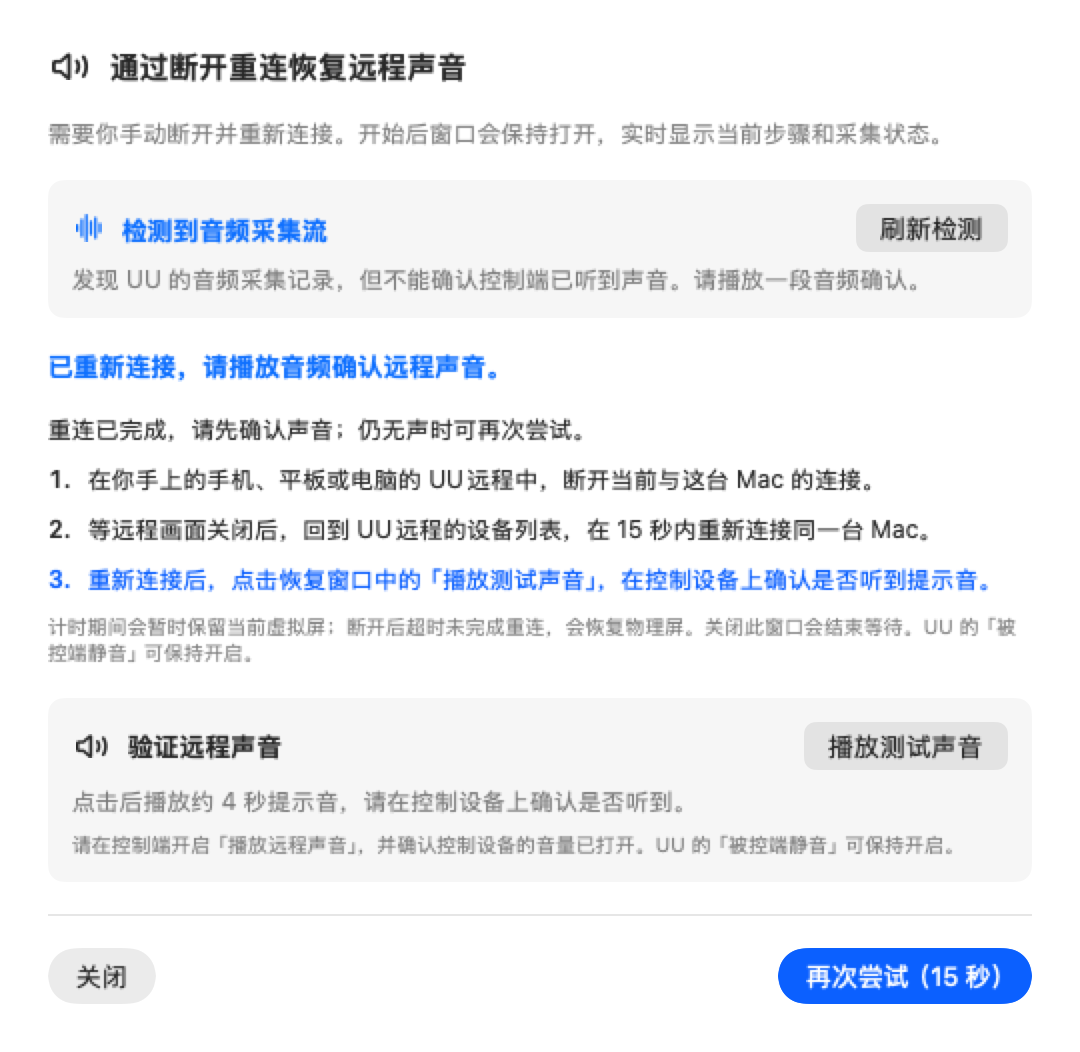 通过断开重连恢复远程声音
需要你手动断开并重新连接。开始后窗口会保持打开，实时显示当前步骤和采集状态。
检测到音频采集流
刷新检测
发现 UU 的音频采集记录，但不能确认控制端已听到声音。请播放一段音频确认。
已重新连接，请播放音频确认远程声音。
重连已完成，请先确认声音；仍无声时可再次尝试。
1. 在你手上的手机、平板或电脑的 UU远程中，断开当前与这台 Mac 的连接。
2. 等远程画面关闭后，回到 UU远程的设备列表，在 15 秒内重新连接同一台 Mac。
3. 重新连接后，点击恢复窗口中的「播放测试声音」，在控制设备上确认是否听到提示音。
计时期间会暂时保留当前虚拟屏；断开后超时未完成重连，会恢复物理屏。关闭此窗口会结束等待。UU 的「被
控端静音」可保持开启。
验证远程声音
播放测试声音
点击后播放约 4 秒提示音，请在控制设备上确认是否听到。
请在控制端开启「播放远程声音」，并确认控制设备的音量已打开。UU 的「被控端静音」可保持开启。
关闭
再次尝试（15 秒）